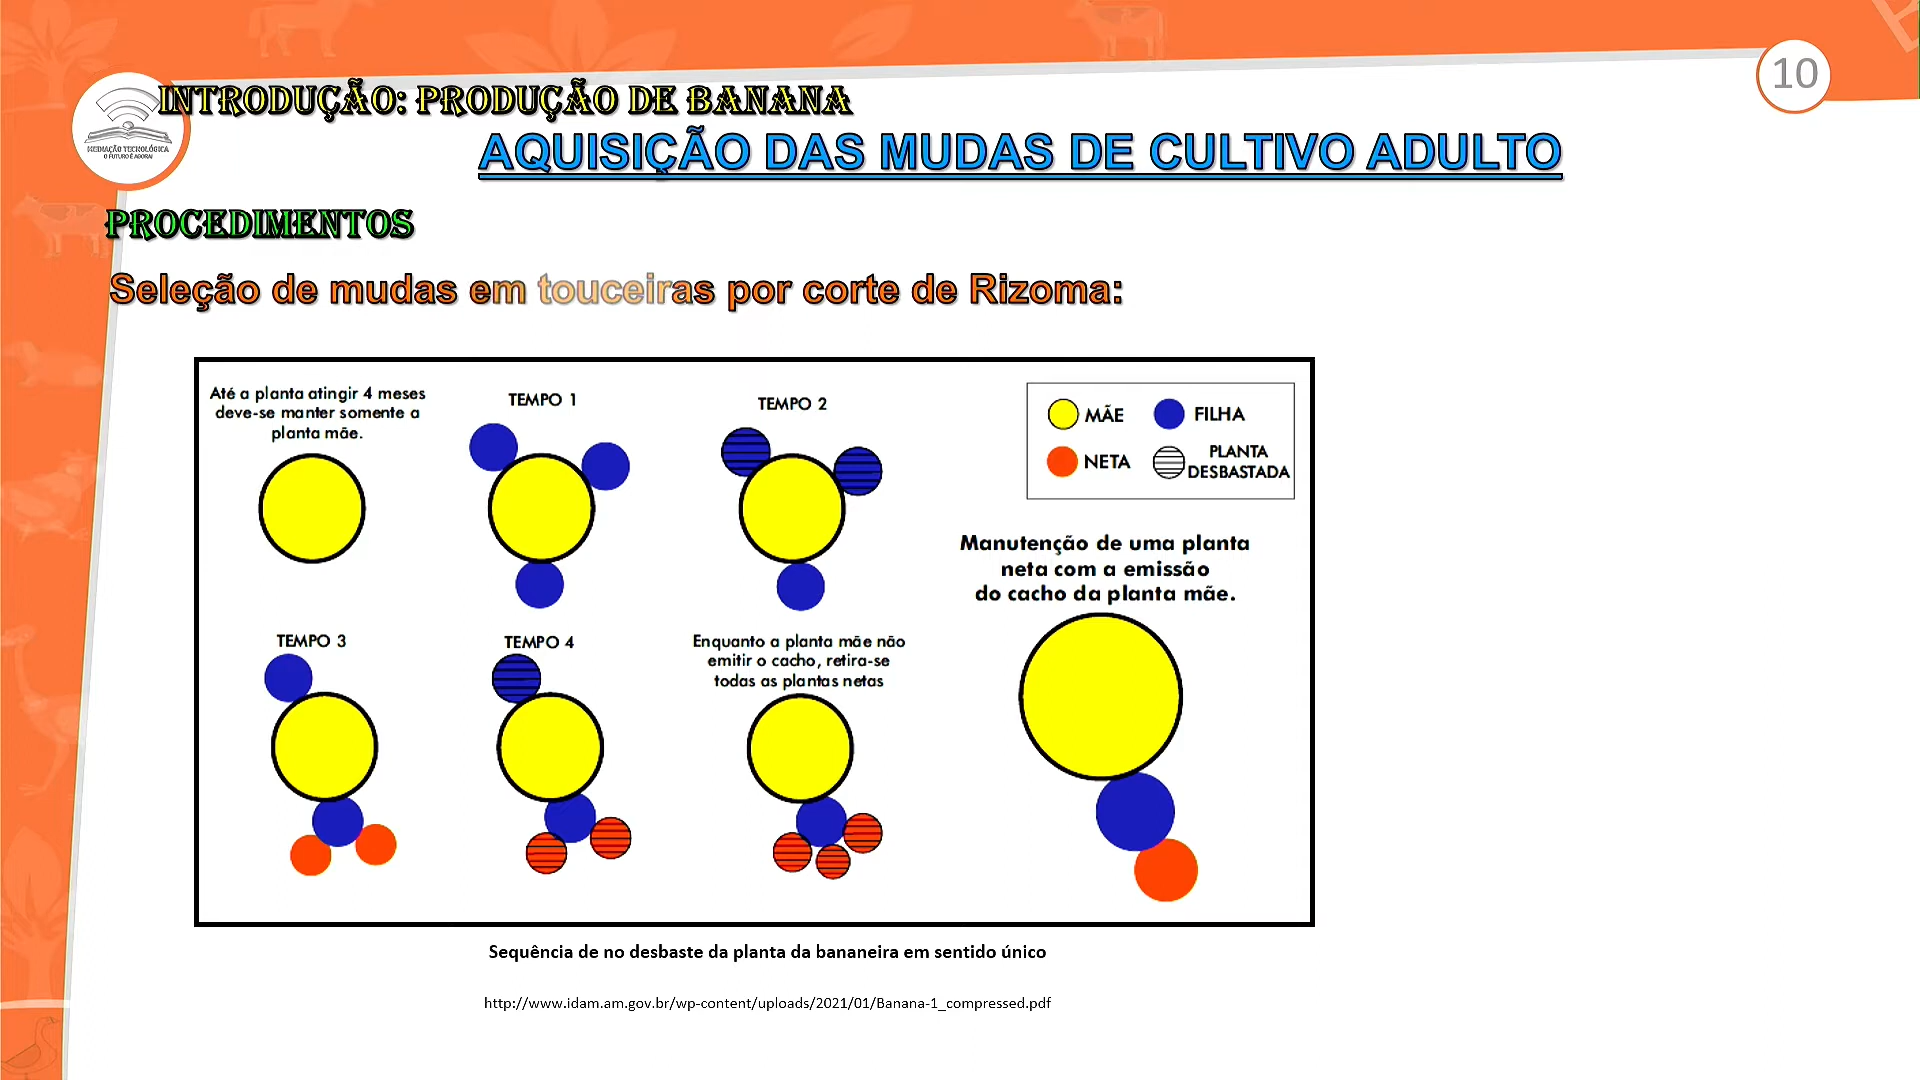 INTRODUÇÃO: PRODUÇÃO DE BANANA
10
MEDIAÇÃO TECNOLÓGICA
O FUTURO É AGORA!
AQUISIÇÃO DAS MUDAS DE CULTIVO ADULTO
PROCEDIMENTOS
Seleção de mudas em touceiras por corte de Rizoma:
Até a planta atingir 4 meses
deve-se manter somente a
planta mãe.
TEMPO 1
TEMPO 2
MÃE
FILHA
NETA
PLANTA
DESBASTADA
Manutenção de uma planta
neta com a emissão
do cacho da planta mãe.
TEMPO 3
TEMPO 4
Enquanto a planta mãe não
emitir o cacho, retira-se
todas as plantas netas
Sequência de no desbaste da planta da bananeira em sentido único
http://www.idam.am.gov.br/wp-content/uploads/2021/01/Banana-1_compressed.pdf